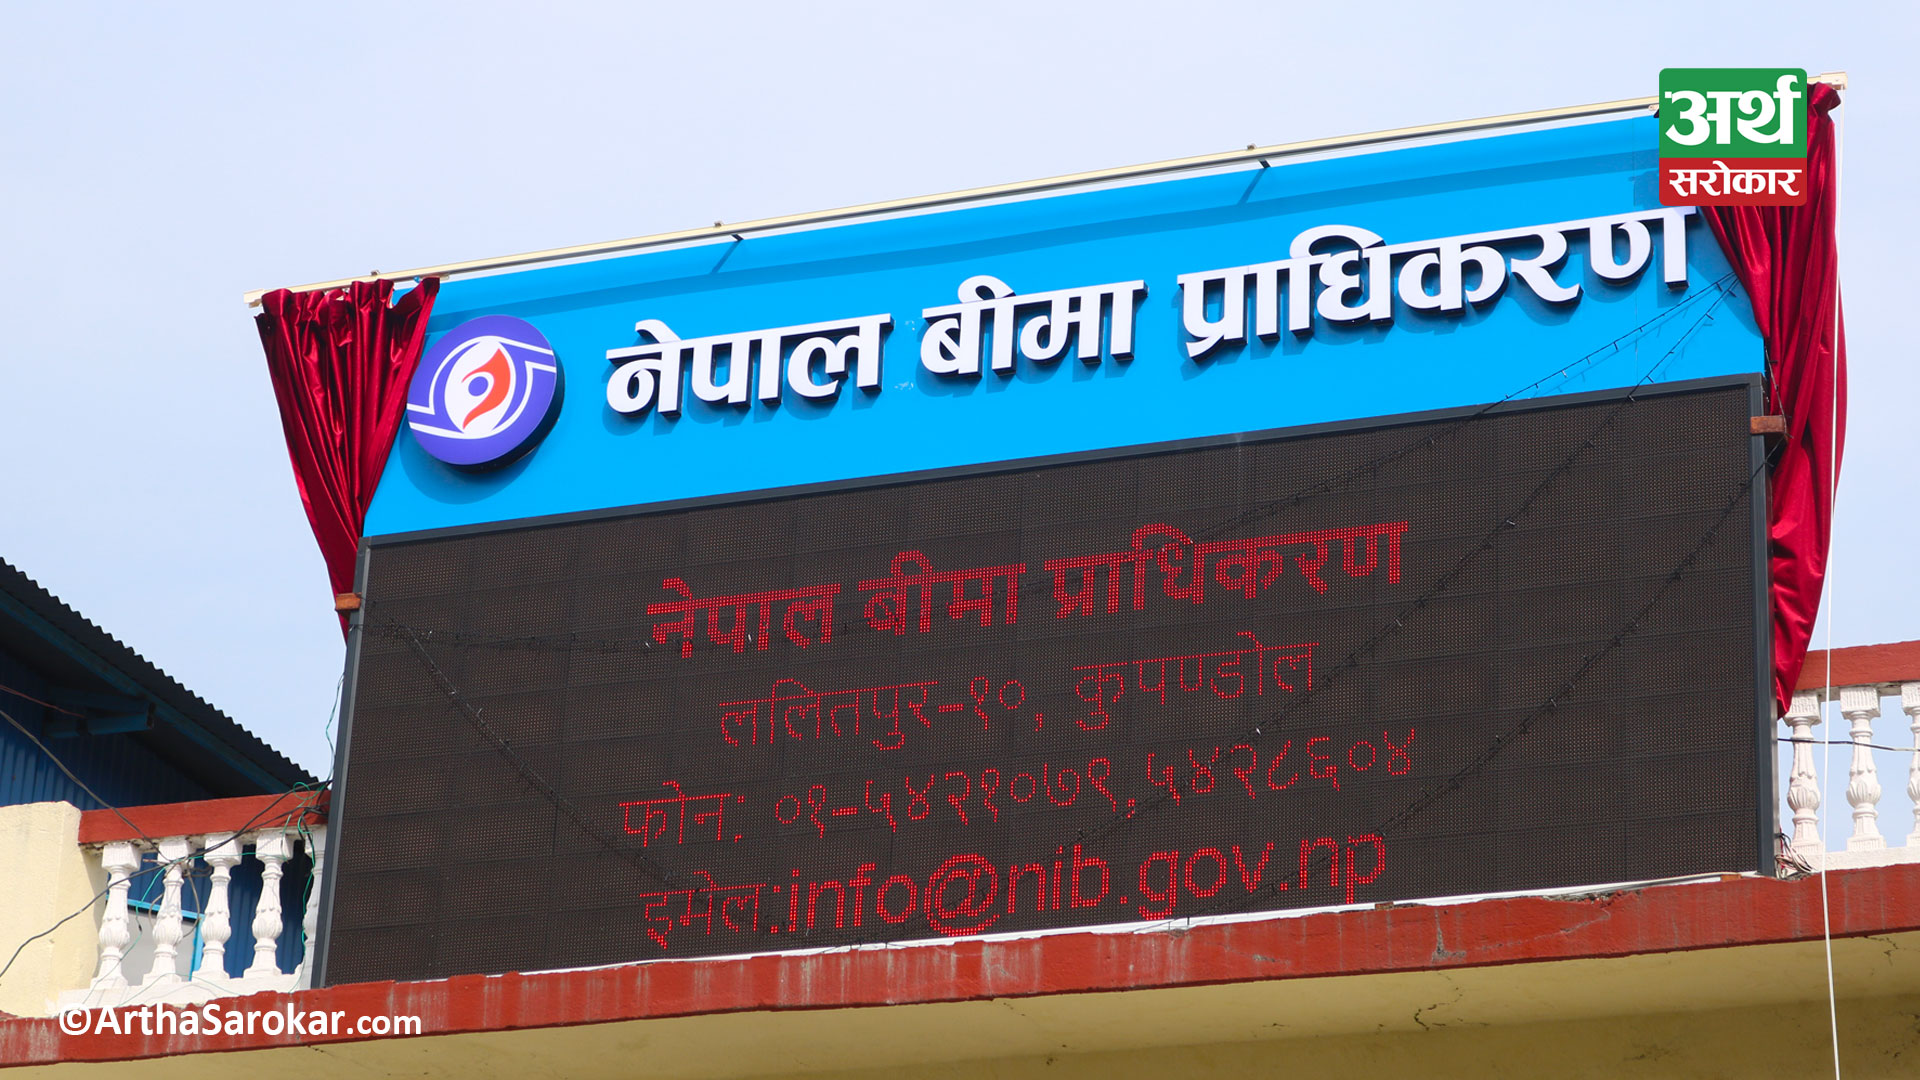 अर्थ
सरोकार
नेपाल बीमा प्राधिकरण
नेपाल बीमा प्राधिकरण
ललितपुर-१०, कुपण्डोल
फोन: ०१-५४२१०७९,५४२८६०४
इमेल:info@nib.gov.np
©ArthaSarokar.com